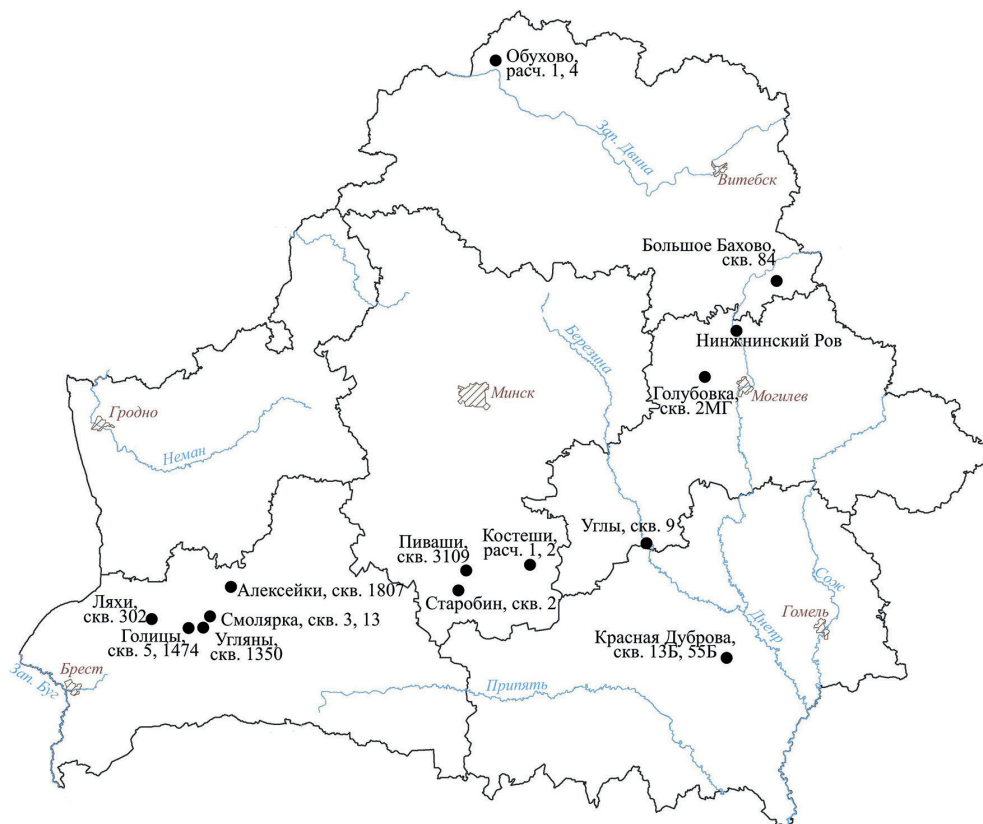 Обухово,
расч. 1, 4
Зап. Двина
Витебск
Большое Бахово,
скв. 84
Березина
Нинжнинский Ров
Минск
Голубовка,
скв. 2МГ
Могилев
Гродно
Неман
Углы, скв. 9
Пиваши,
скв. 3109
Костеши,
расч. 1, 2
Старобин, скв. 2
Алексейки, скв. 1807
Ляхи,
скв. 302
Смолярка, скв. 3, 13
Голицы,
скв. 5, 1474
Угляны,
скв. 1350
Сож
Гомель
Днепр
Красная Дуброва,
скв. 13Б, 55Б
Брест
Зап. Буг
Припять